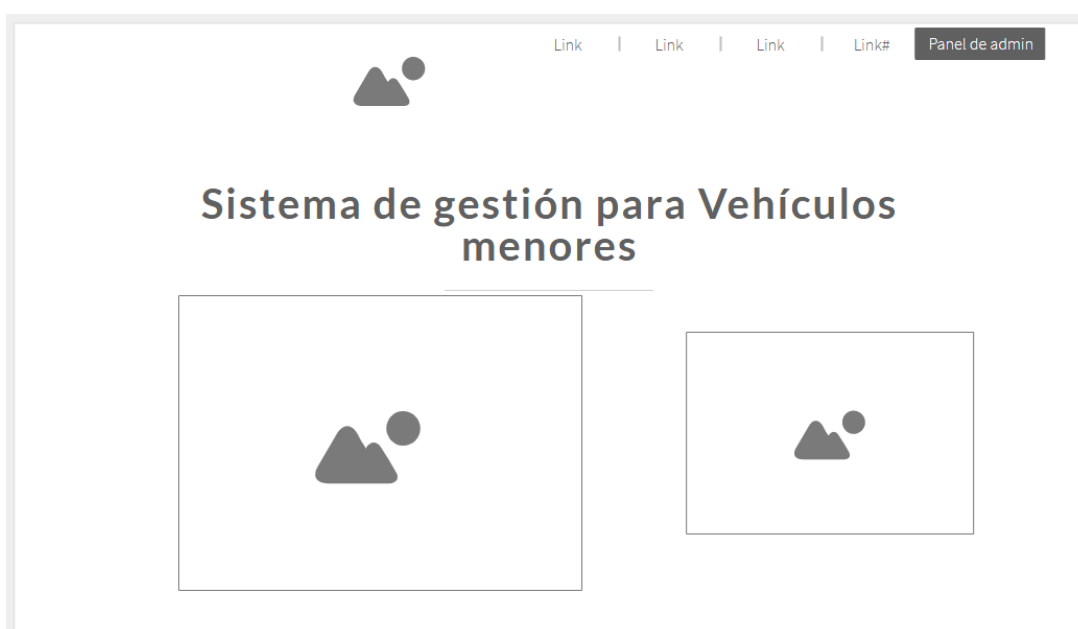 Link | Link | Link | Link# Panel de admin
Sistema de gestión para Vehículos
menores